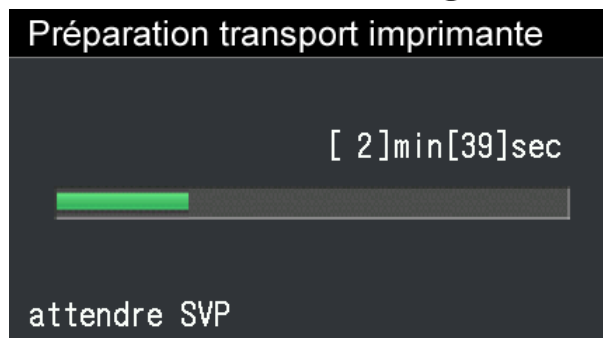 Préparation transport imprimante
[ 2]min[39]sec
attendre SVP